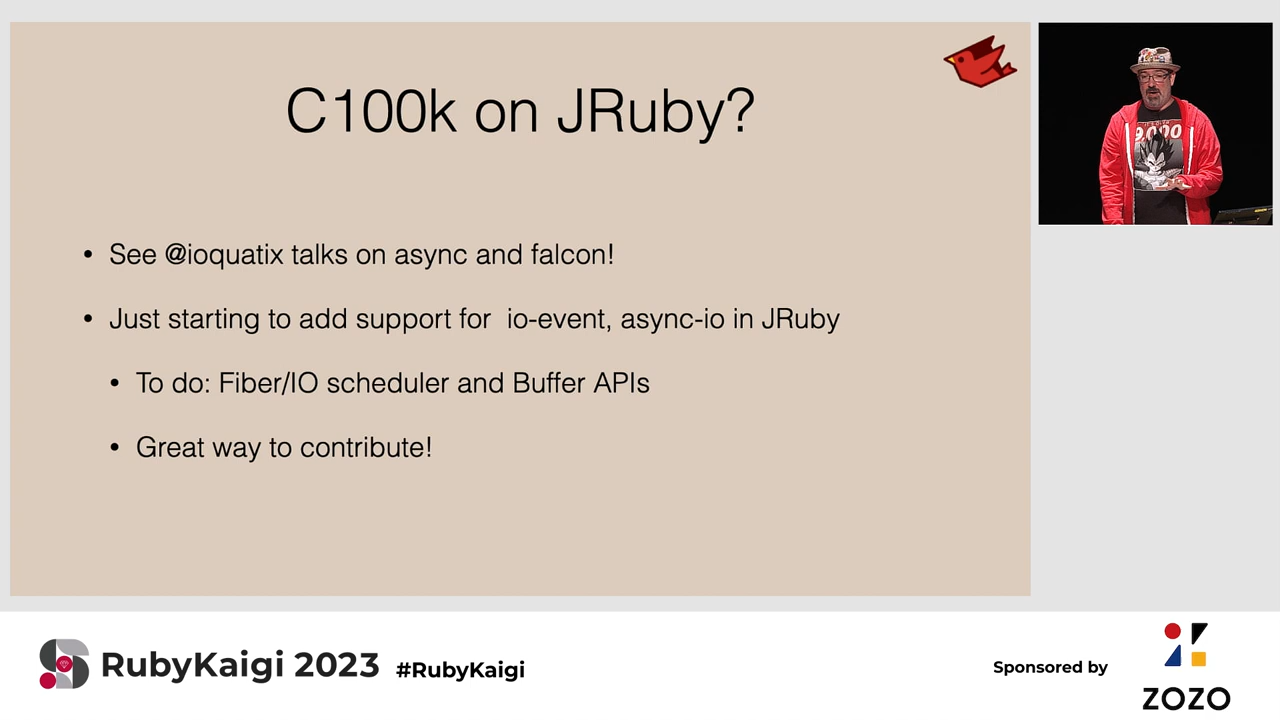 C100k on JRuby?
• See @ioquatix talks on async and falcon!
• Just starting to add support for  io-event, async-io in JRuby
• To do: Fiber/IO scheduler and Buffer APIs
• Great way to contribute!
9,000
RubyKaigi 2023 #RubyKaigi
Sponsored by
ZOZO